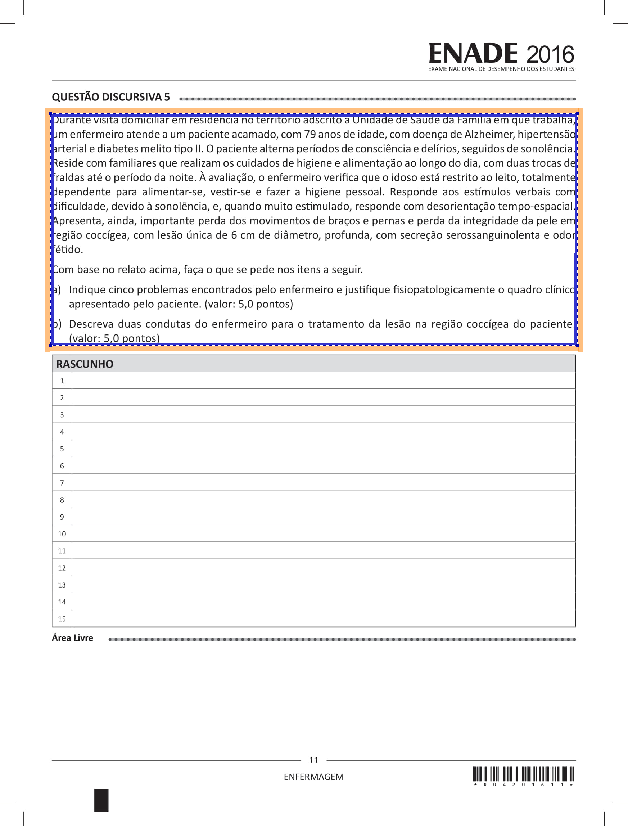 ENADE 2016
EXAME NACIONAL DE DESEMPENHO DOS ESTUDANTES
QUESTÃO DISCURSIVA 5
Durante visita domiciliar em residência no território adscrito à Unidade de Saúde da Família em que trabalha,
um enfermeiro atende a um paciente acamado, com 79 anos de idade, com doença de Alzheimer, hipertensão
arterial e diabetes melito tipo II. O paciente alterna períodos de consciência e delírios, seguidos de sonolência.
Reside com familiares que realizam os cuidados de higiene e alimentação ao longo do dia, com duas trocas de
fraldas até o período da noite. À avaliação, o enfermeiro verifica que o idoso está restrito ao leito, totalmente
dependente para alimentar-se, vestir-se e fazer a higiene pessoal. Responde aos estímulos verbais com
dificuldade, devido à sonolência, e, quando muito estimulado, responde com desorientação tempo-espacial.
Apresenta, ainda, importante perda dos movimentos de braços e pernas e perda da integridade da pele em
região coccígea, com lesão única de 6 cm de diâmetro, profunda, com secreção serossanguinolenta e odor
fétido.
Com base no relato acima, faça o que se pede nos itens a seguir.
a) Indique cinco problemas encontrados pelo enfermeiro e justifique fisiopatologicamente o quadro clínico
apresentado pelo paciente. (valor: 5,0 pontos)
b) Descreva duas condutas do enfermeiro para o tratamento da lesão na região coccígea do paciente.
(valor: 5,0 pontos)
RASCUNHO
1
2
3
4
5
6
7
8
9
10
11
12
13
14
15
Área Livre
11
ENFERMAGEM